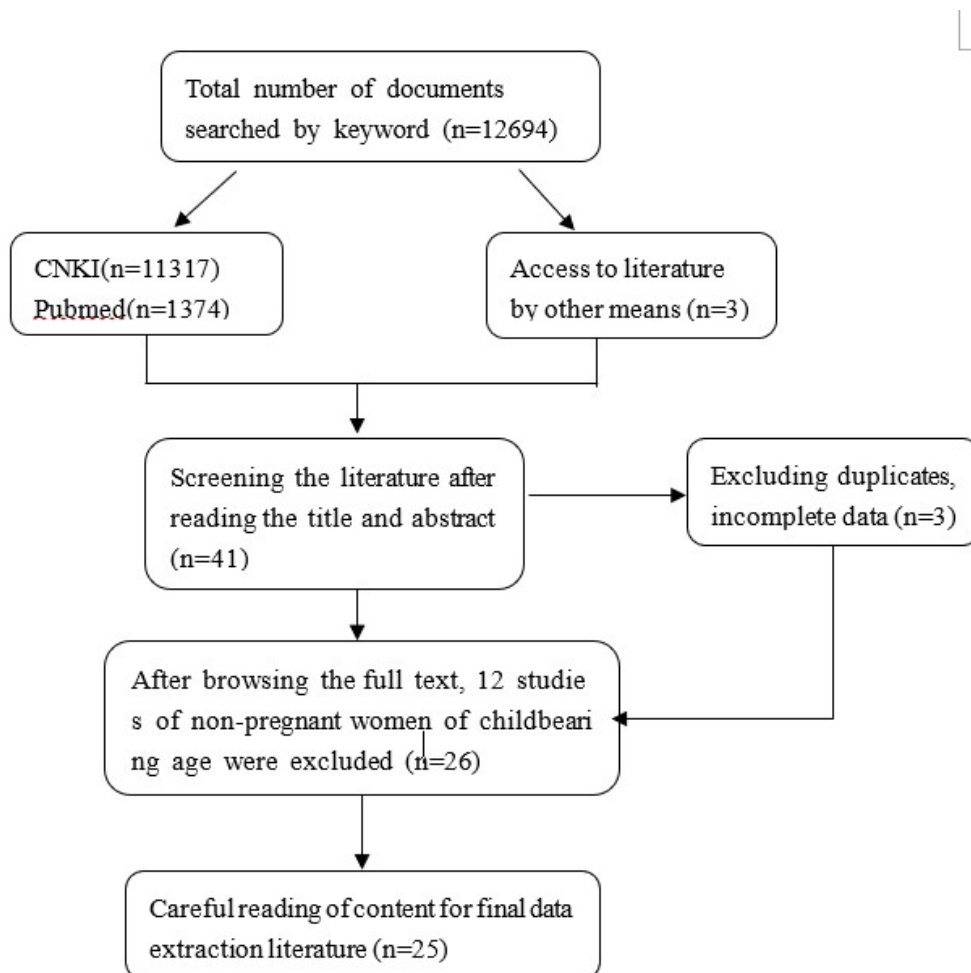 Total number of documents
searched by keyword (n=12694)
CNKI(n=11317)
Pubmed(n=1374)
Access to literature
by other means (n=3)
Screening the literature after
reading the title and abstract
(n=41)
Excluding duplicates,
incomplete data (n=3)
After browsing the full text, 12 studie
s of non-pregnant women of childbeari
ng age were excluded (n=26)
Careful reading of content for final data
extraction literature (n=25)